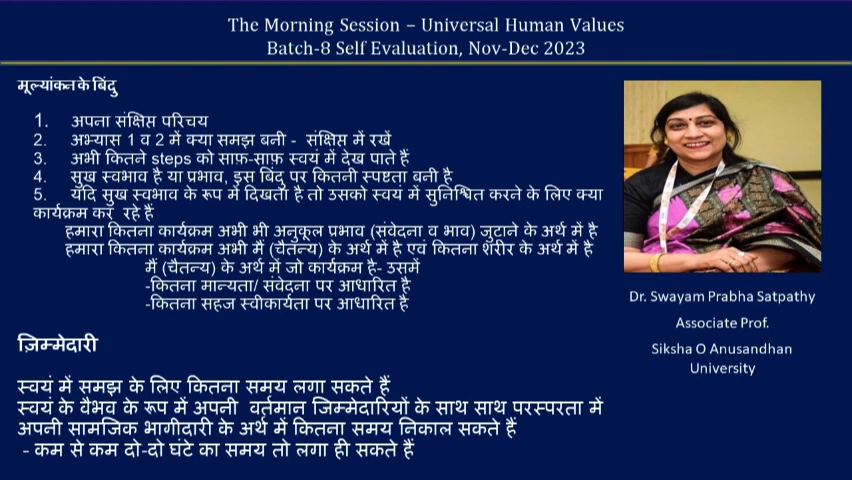 The Morning Session – Universal Human Values
Batch-8 Self Evaluation, Nov-Dec 2023
मूल्यांकन के बिंदु
1. अपना संक्षिप्त परिचय
2. अभ्यास 1 व 2 में क्या समझ बनी - संक्षिप्त में रखें
3. अभी कितने steps को साफ़-साफ़ स्वयं में देख पाते हैं
4. सुख स्वभाव है या प्रभाव, इस बिंदु पर कितनी स्पष्टता बनी है
5. यदि सुख स्वभाव के रूप में दिखता है तो उसको स्वयं में सुनिश्चित करने के लिए क्या
कार्यक्रम कर रहे हैं
हमारा कितना कार्यक्रम अभी भी अनुकूल प्रभाव (संवेदना व भाव) जुटाने के अर्थ में है
हमारा कितना कार्यक्रम अभी मैं (चैतन्य) के अर्थ में है एवं कितना शरीर के अर्थ में है
मैं (चैतन्य) के अर्थ में जो कार्यक्रम है- उसमें
-कितना मान्यता/ संवेदना पर आधारित है
-कितना सहज स्वीकार्यता पर आधारित है
ज़िम्मेदारी
स्वयं में समझ के लिए कितना समय लगा सकते हैं
स्वयं के वैभव के रूप में अपनी वर्तमान जिम्मेदारियों के साथ साथ परस्परता में
अपनी सामजिक भागीदारी के अर्थ में कितना समय निकाल सकते हैं
- कम से कम दो-दो घंटे का समय तो लगा ही सकते हैं
Dr. Swayam Prabha Satpathy
Associate Prof.
Siksha O Anusandhan
University